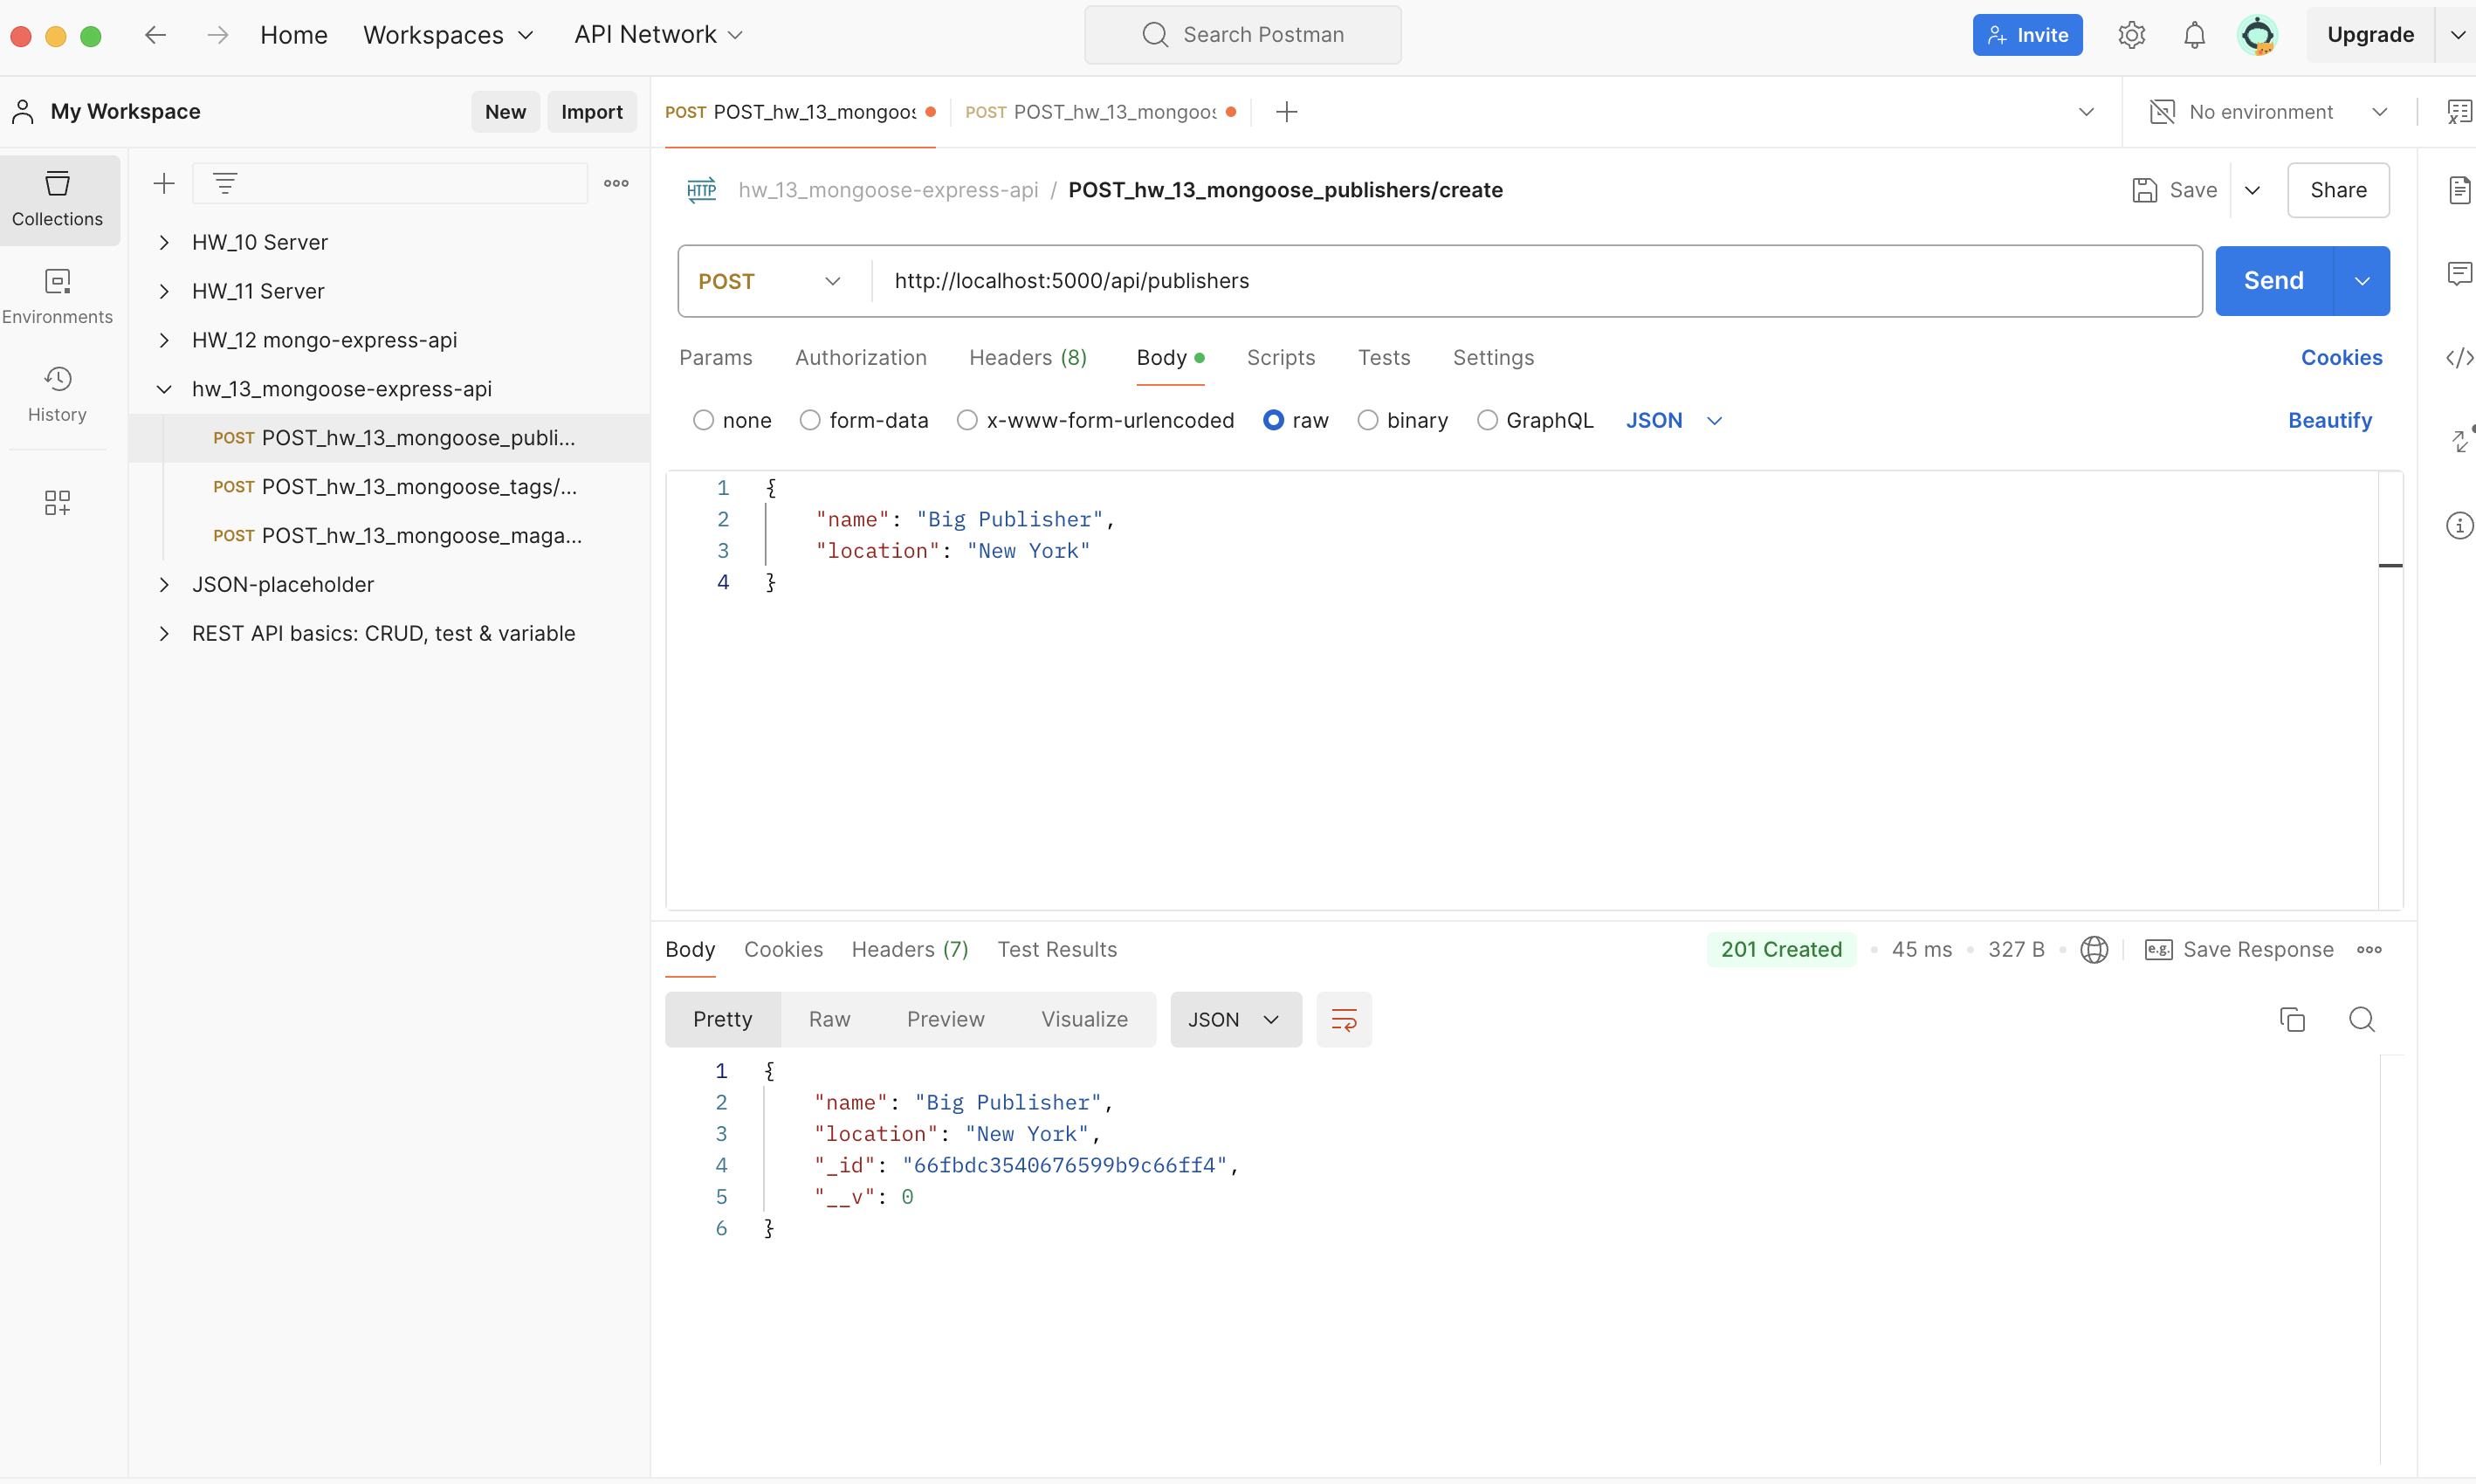 Home Workspaces API Network Search Postman Invite Upgrade
My Workspace New Import POST POST_hw_13_mongoos POST POST_hw_13_mongoos No environment
Collections
Environments
History
HW_10 Server
HW_11 Server
HW_12 mongo-express-api
hw_13_mongoose-express-api
POST POST_hw_13_mongoose_publi...
POST POST_hw_13_mongoose_tags/...
POST POST_hw_13_mongoose_maga...
JSON-placeholder
REST API basics: CRUD, test & variable
HTTP hw_13_mongoose-express-api / POST_hw_13_mongoose_publishers/create Save Share
POST http://localhost:5000/api/publishers Send
Params Authorization Headers (8) Body Scripts Tests Settings Cookies
none form-data x-www-form-urlencoded raw binary GraphQL JSON Beautify
1 {
2 "name": "Big Publisher",
3 "location": "New York"
4 }
Body Cookies Headers (7) Test Results 201 Created 45 ms 327 B e.g. Save Response
Pretty Raw Preview Visualize JSON
1 {
2 "name": "Big Publisher",
3 "location": "New York",
4 "_id": "66fbdc3540676599b9c66ff4",
5 "__v": 0
6 }